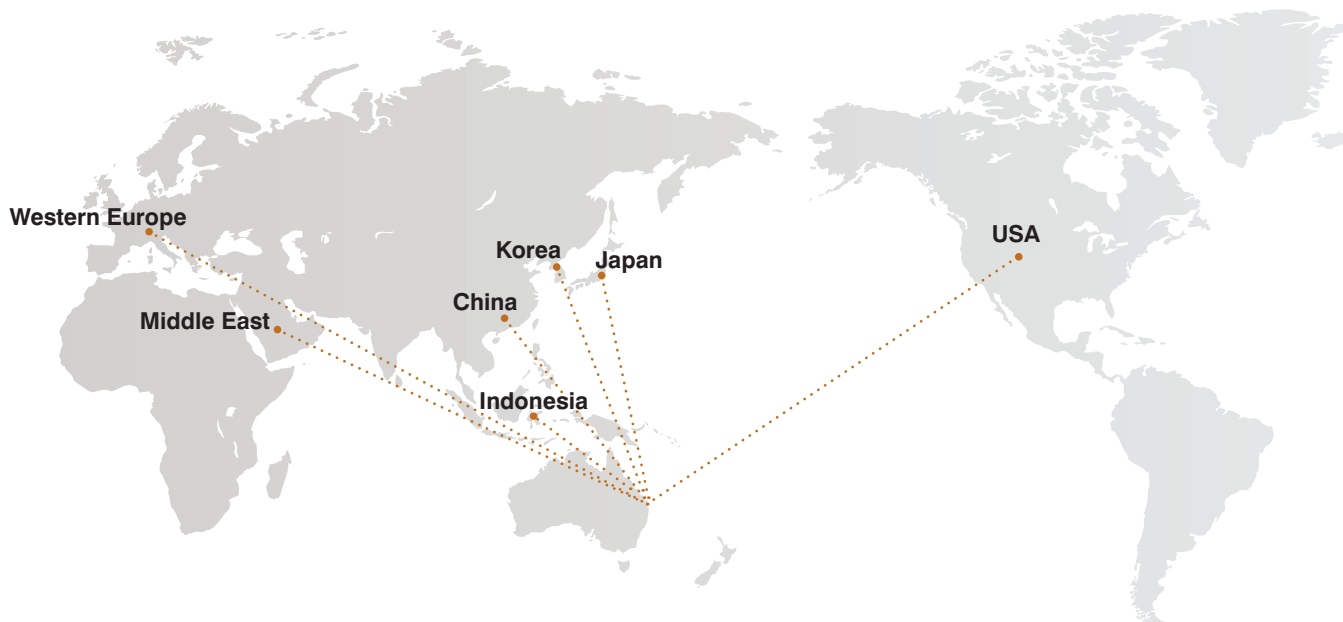 Western Europe
USA
Korea
Japan
China
Middle East
Indonesia